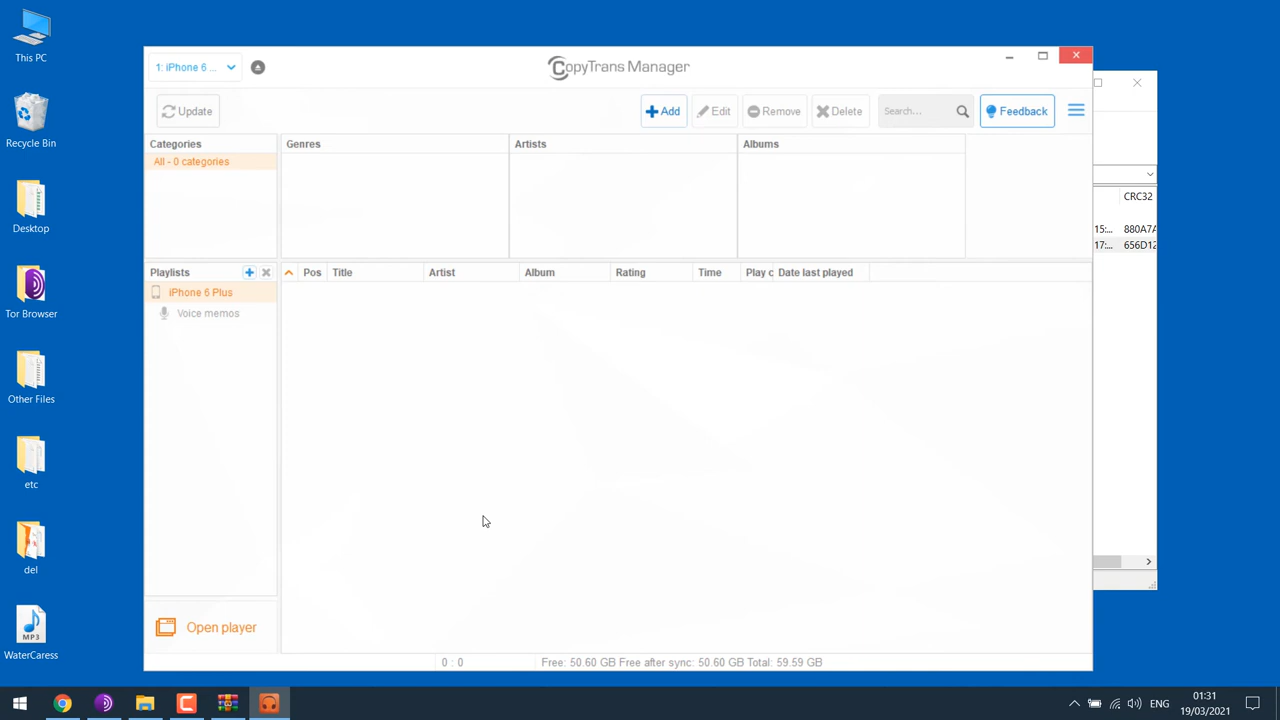 This PC
Recycle Bin
Desktop
Tor Browser
Other Files
etc
del
MP3
WaterCaress
1: iPhone 6 ...
CopyTrans Manager
Update
Add
Edit
Remove
Delete
Search...
Feedback
Categories
Genres
Artists
Albums
All - 0 categories
Playlists
Pos
Title
Artist
Album
Rating
Time
Play c
Date last played
iPhone 6 Plus
Voice memos
Open player
0 : 0
Free: 50.60 GB Free after sync: 50.60 GB Total: 59.59 GB
CRC32
15:... 880A7A
17:... 656D12
ENG
01:31
19/03/2021